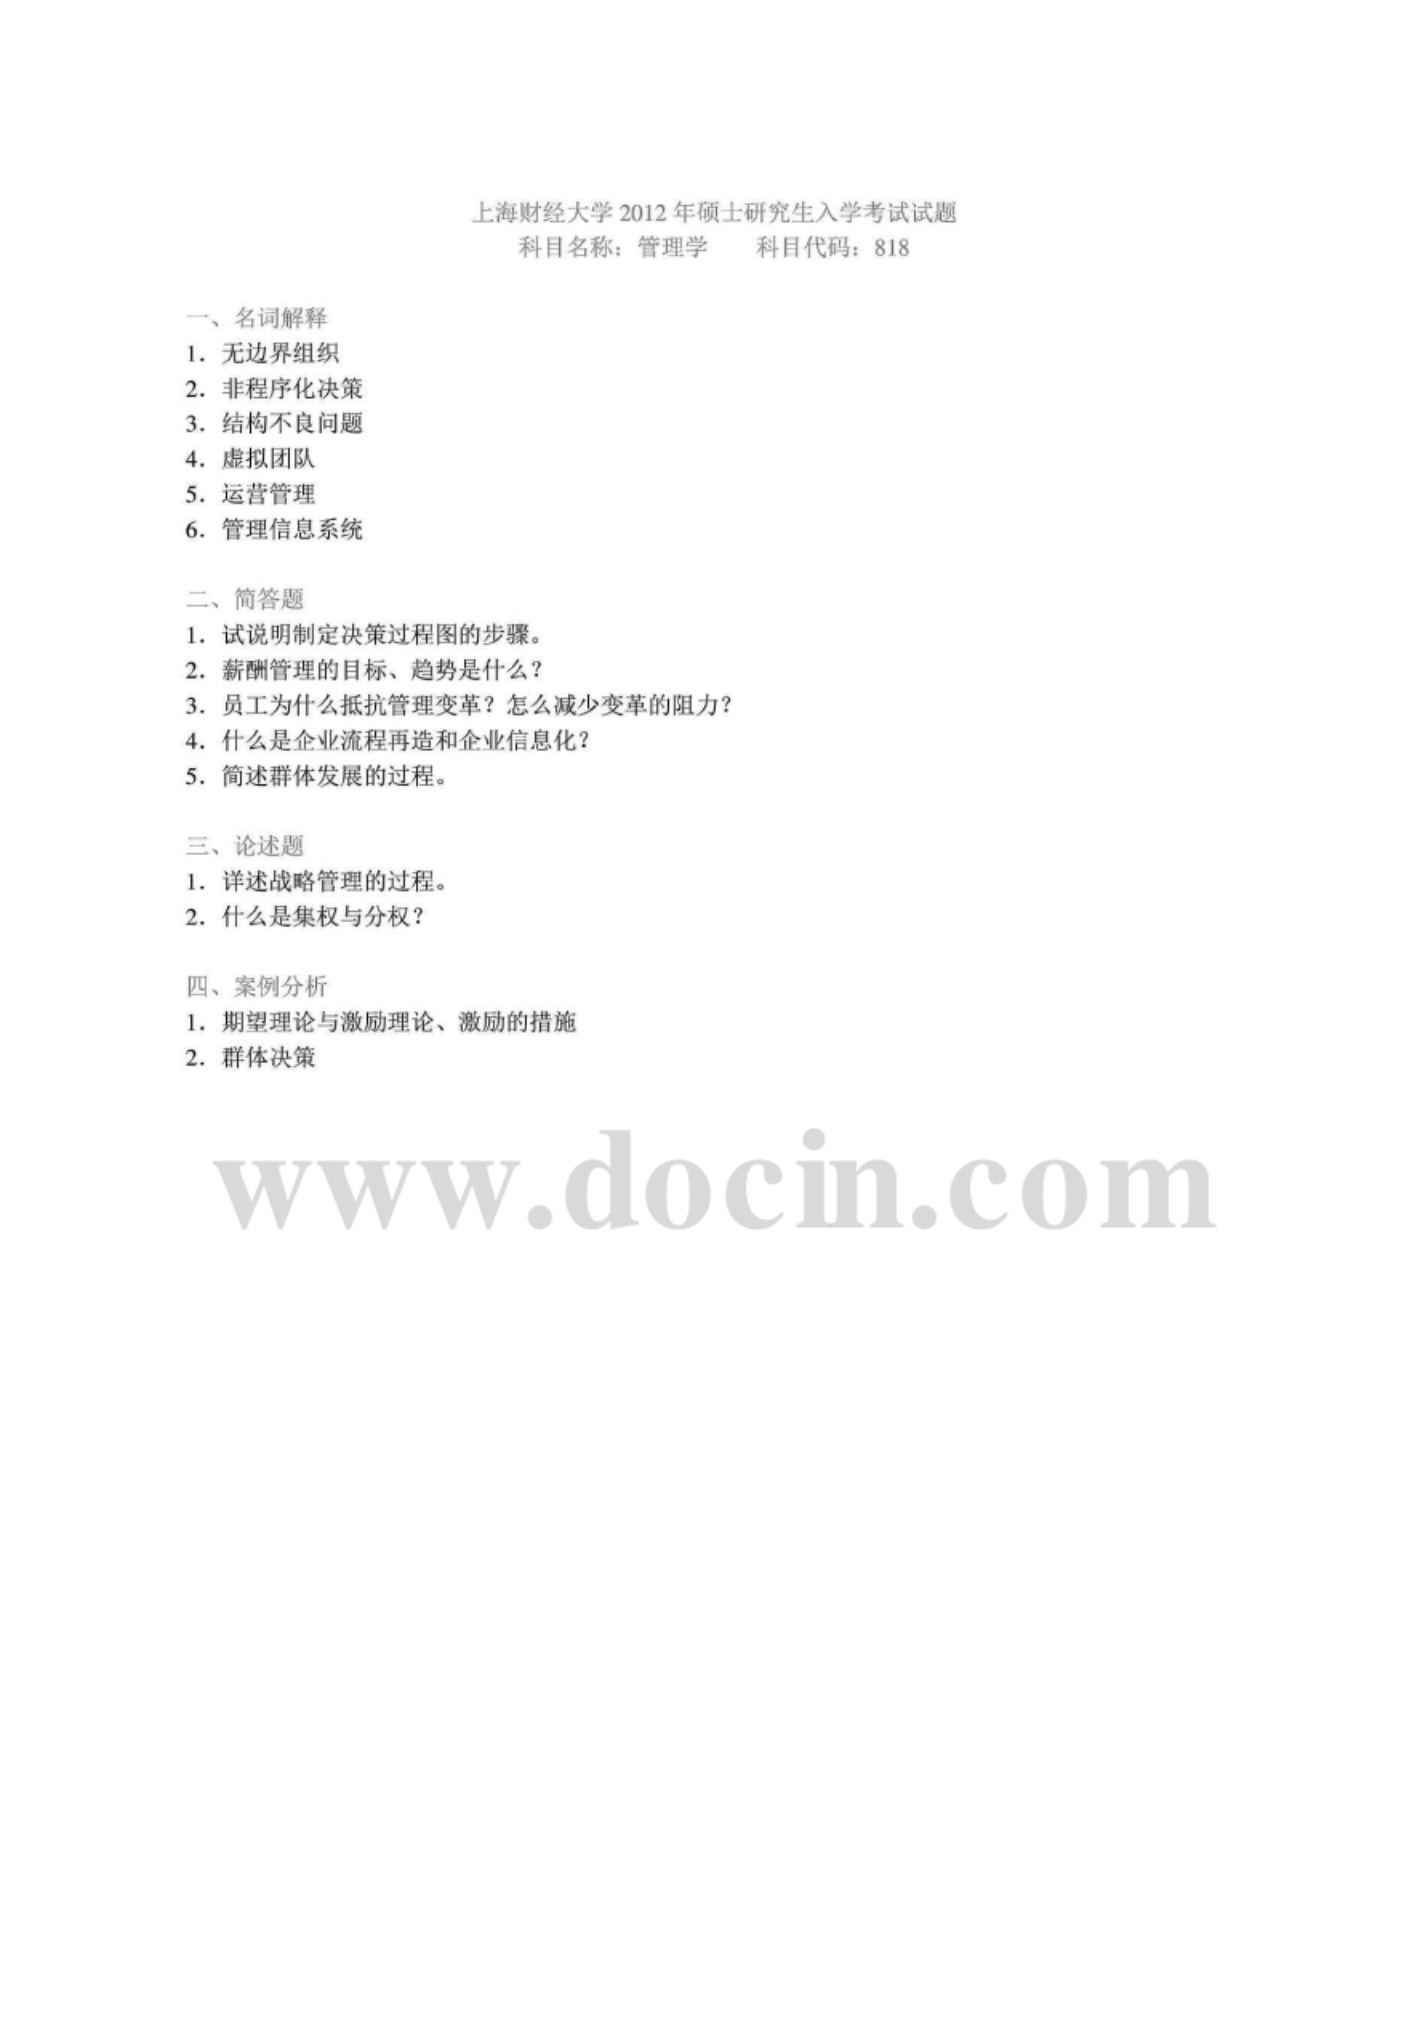 上海财经大学 2012 年硕士研究生入学考试试题
科目名称：管理学 科目代码：818
一、名词解释
1．无边界组织
2．非程序化决策
3．结构不良问题
4．虚拟团队
5．运营管理
6．管理信息系统
二、简答题
1．试说明制定决策过程图的步骤。
2．薪酬管理的目标、趋势是什么？
3．员工为什么抵抗管理变革？怎么减少变革的阻力？
4．什么是企业流程再造和企业信息化？
5．简述群体发展的过程。
三、论述题
1．详述战略管理的过程。
2．什么是集权与分权？
四、案例分析
1．期望理论与激励理论、激励的措施
2．群体决策
www.docin.com